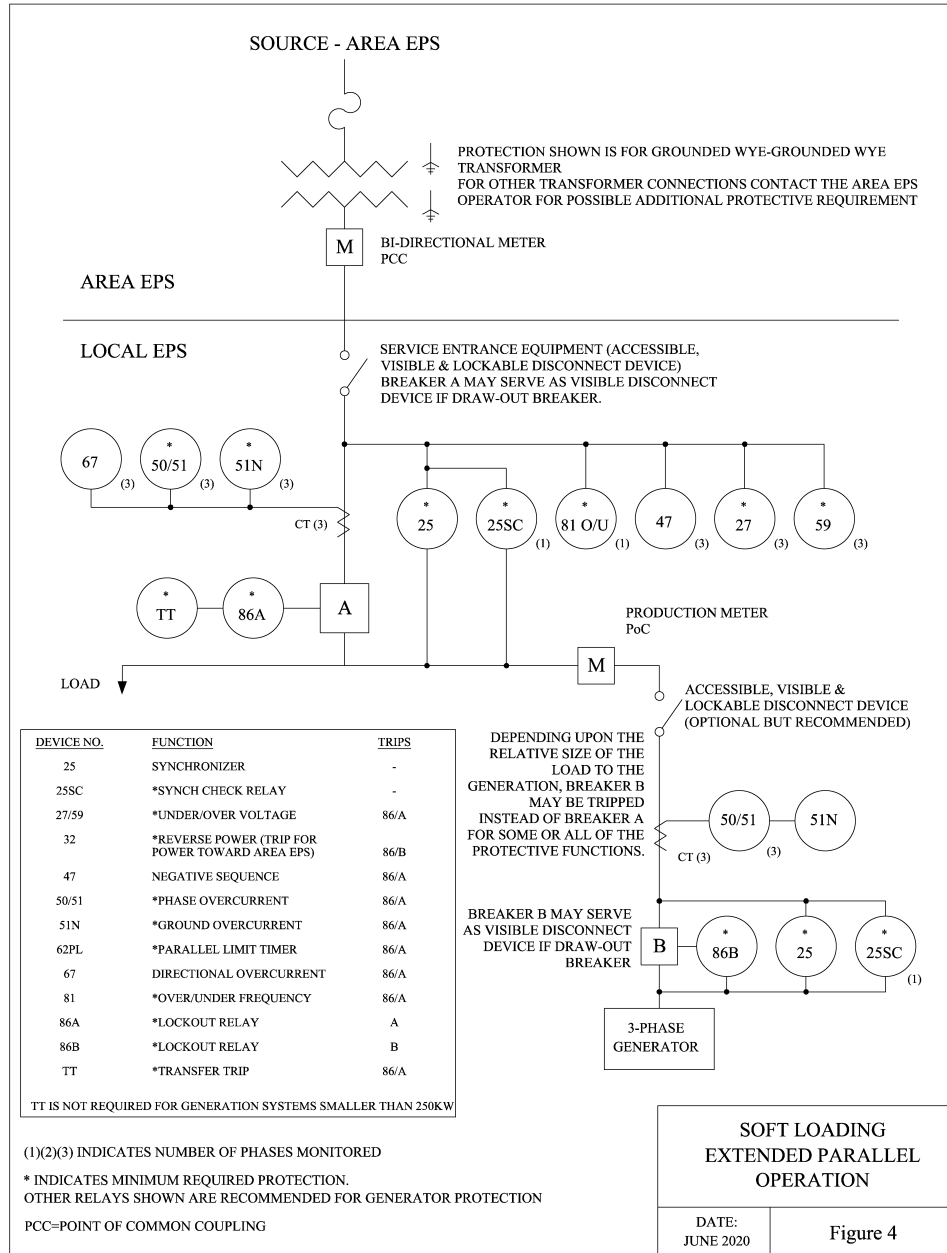 SOURCE - AREA EPS
PROTECTION SHOWN IS FOR GROUNDED WYE-GROUNDED WYE
TRANSFORMER
FOR OTHER TRANSFORMER CONNECTIONS CONTACT THE AREA EPS
OPERATOR FOR POSSIBLE ADDITIONAL PROTECTIVE REQUIREMENT
M
BI-DIRECTIONAL METER
PCC
AREA EPS
LOCAL EPS
SERVICE ENTRANCE EQUIPMENT (ACCESSIBLE,
VISIBLE & LOCKABLE DISCONNECT DEVICE)
BREAKER A MAY SERVE AS VISIBLE DISCONNECT
DEVICE IF DRAW-OUT BREAKER.
67 (3)
* 50/51 (3)
* 51N (3)
CT (3)
* 25
* 25SC (1)
* 81 O/U (1)
47 (3)
* 27 (3)
* 59 (3)
* TT
* 86A
A
PRODUCTION METER
PoC
M
LOAD
ACCESSIBLE, VISIBLE &
LOCKABLE DISCONNECT DEVICE
(OPTIONAL BUT RECOMMENDED)
DEPENDING UPON THE
RELATIVE SIZE OF THE
LOAD TO THE
GENERATION, BREAKER B
MAY BE TRIPPED
INSTEAD OF BREAKER A
FOR SOME OR ALL OF THE
PROTECTIVE FUNCTIONS.
CT (3)
50/51 (3)
51N
BREAKER B MAY SERVE
AS VISIBLE DISCONNECT
DEVICE IF DRAW-OUT
BREAKER
B
* 86B
* 25
* 25SC (1)
3-PHASE
GENERATOR
DEVICE NO. FUNCTION TRIPS
25 SYNCHRONIZER -
25SC *SYNCH CHECK RELAY -
27/59 *UNDER/OVER VOLTAGE 86/A
32 *REVERSE POWER (TRIP FOR
POWER TOWARD AREA EPS) 86/B
47 NEGATIVE SEQUENCE 86/A
50/51 *PHASE OVERCURRENT 86/A
51N *GROUND OVERCURRENT 86/A
62PL *PARALLEL LIMIT TIMER 86/A
67 DIRECTIONAL OVERCURRENT 86/A
81 *OVER/UNDER FREQUENCY 86/A
86A *LOCKOUT RELAY A
86B *LOCKOUT RELAY B
TT *TRANSFER TRIP 86/A
TT IS NOT REQUIRED FOR GENERATION SYSTEMS SMALLER THAN 250KW
(1)(2)(3) INDICATES NUMBER OF PHASES MONITORED
* INDICATES MINIMUM REQUIRED PROTECTION.
OTHER RELAYS SHOWN ARE RECOMMENDED FOR GENERATOR PROTECTION
PCC=POINT OF COMMON COUPLING
SOFT LOADING
EXTENDED PARALLEL
OPERATION
DATE:
JUNE 2020
Figure 4